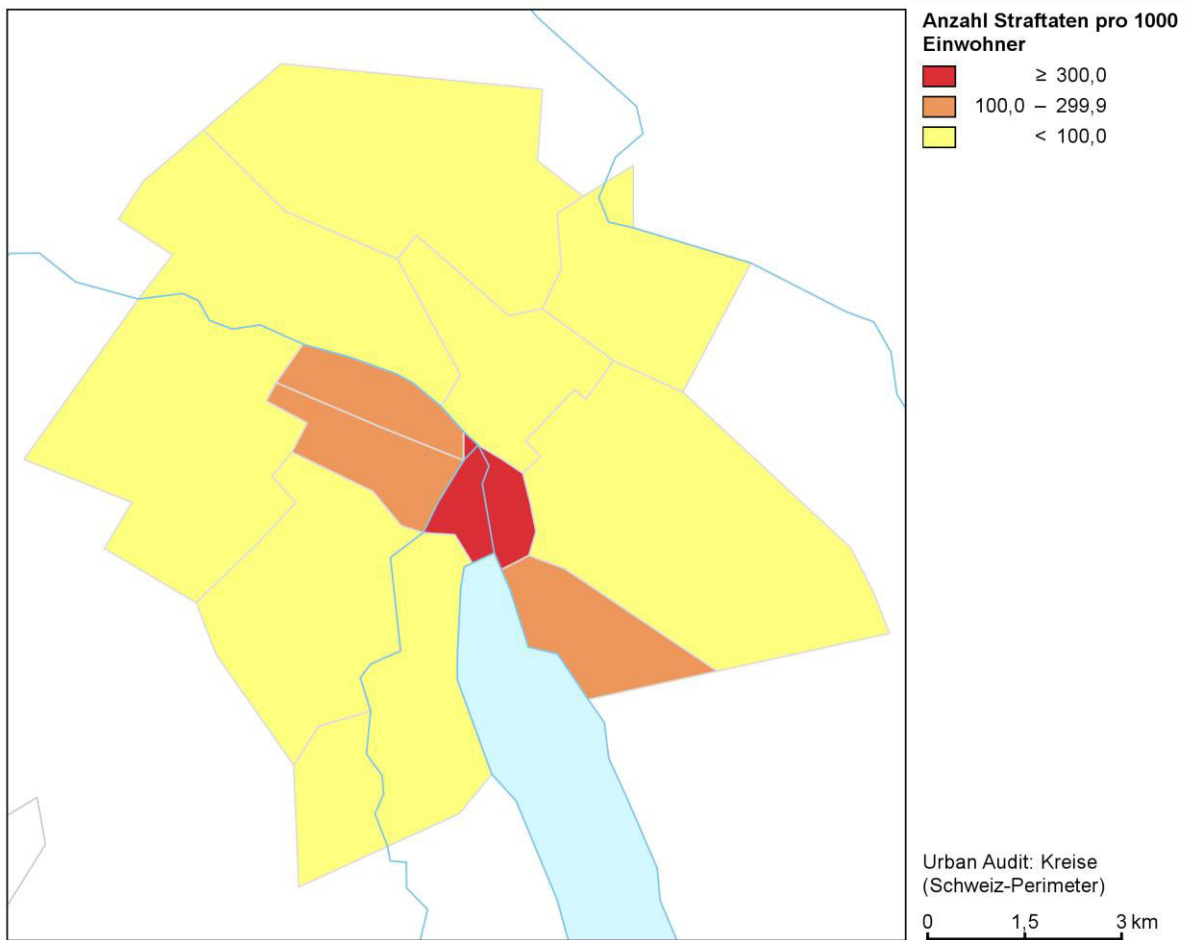 Anzahl Straftaten pro 1000
Einwohner
≥ 300,0
100,0 – 299,9
< 100,0
Urban Audit: Kreise
(Schweiz-Perimeter)
0 1,5 3 km